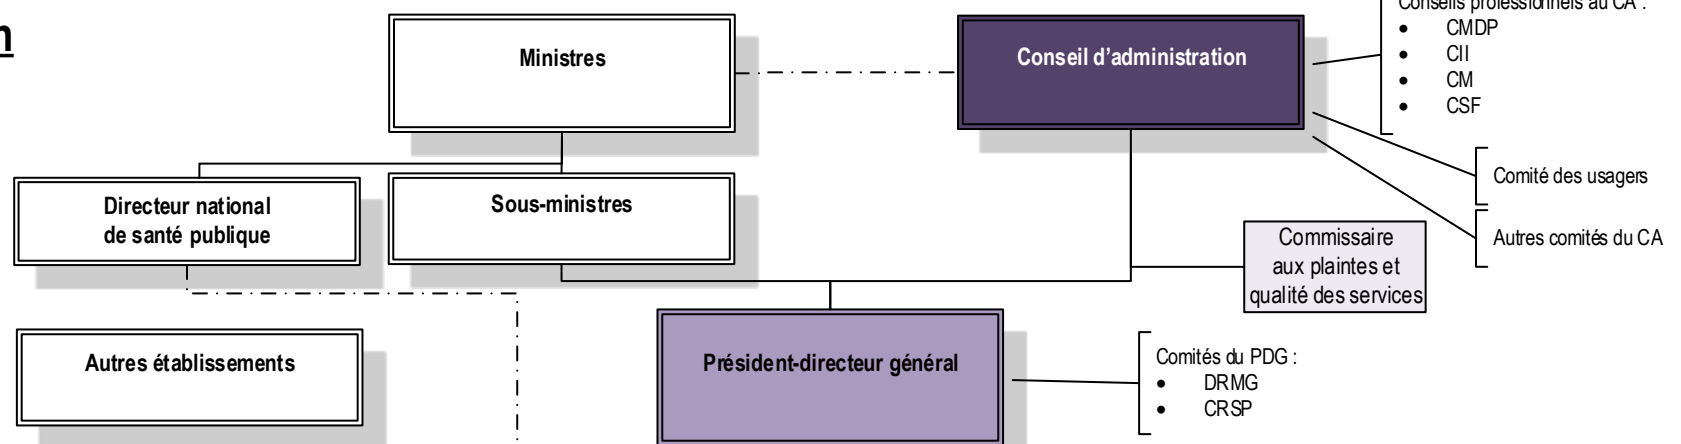 n
Ministres
Conseil d'administration
Conseils professionnels au CA :
• CMDP
• CII
• CM
• CSF
Directeur national
de santé publique
Sous-ministres
Comité des usagers
Commissaire
aux plaintes et
qualité des services
Autres comités du CA
Autres établissements
Président-directeur général
Comités du PDG :
• DRMG
• CRSP